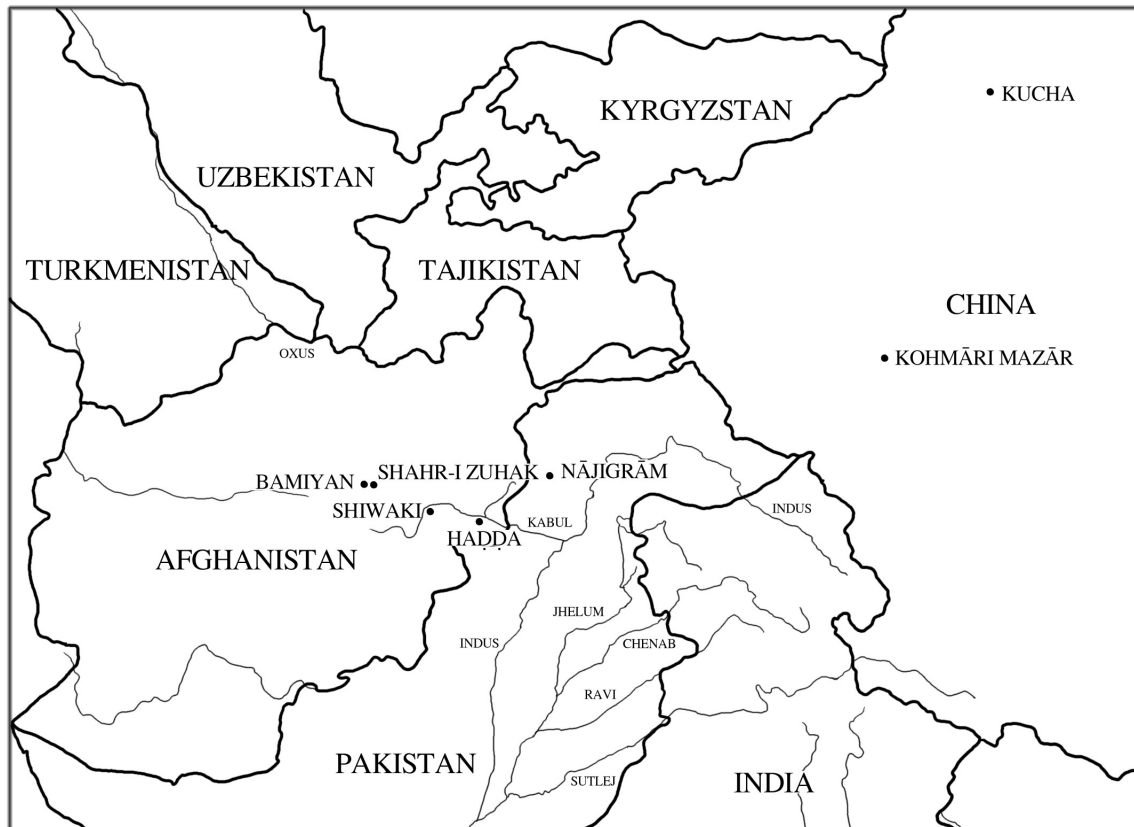 KUCHA
KYRGYZSTAN
UZBEKISTAN
TURKMENISTAN
TAJIKISTAN
CHINA
OXUS
KOHMĀRI MAZĀR
BAMIYAN
SHAHR-I ZUHAK
NĀJIGRĀM
SHIWAKI
INDUS
KABUL
HAḌḌA
AFGHANISTAN
JHELUM
INDUS
CHENAB
RAVI
PAKISTAN
SUTLEJ
INDIA